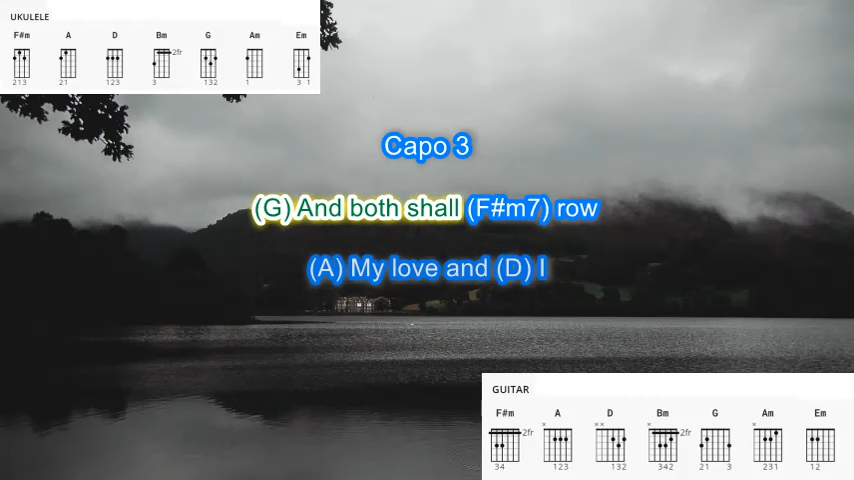 UKULELE
F#m A D Bm G Am Em
2fr
213 21 123 3 132 1 3 1
Capo 3
(G) And both shall (F#m7) row
(A) My love and (D) I
GUITAR
F#m A D Bm G Am Em
x xx x x
2fr 2fr
34 123 132 342 21 3 231 12